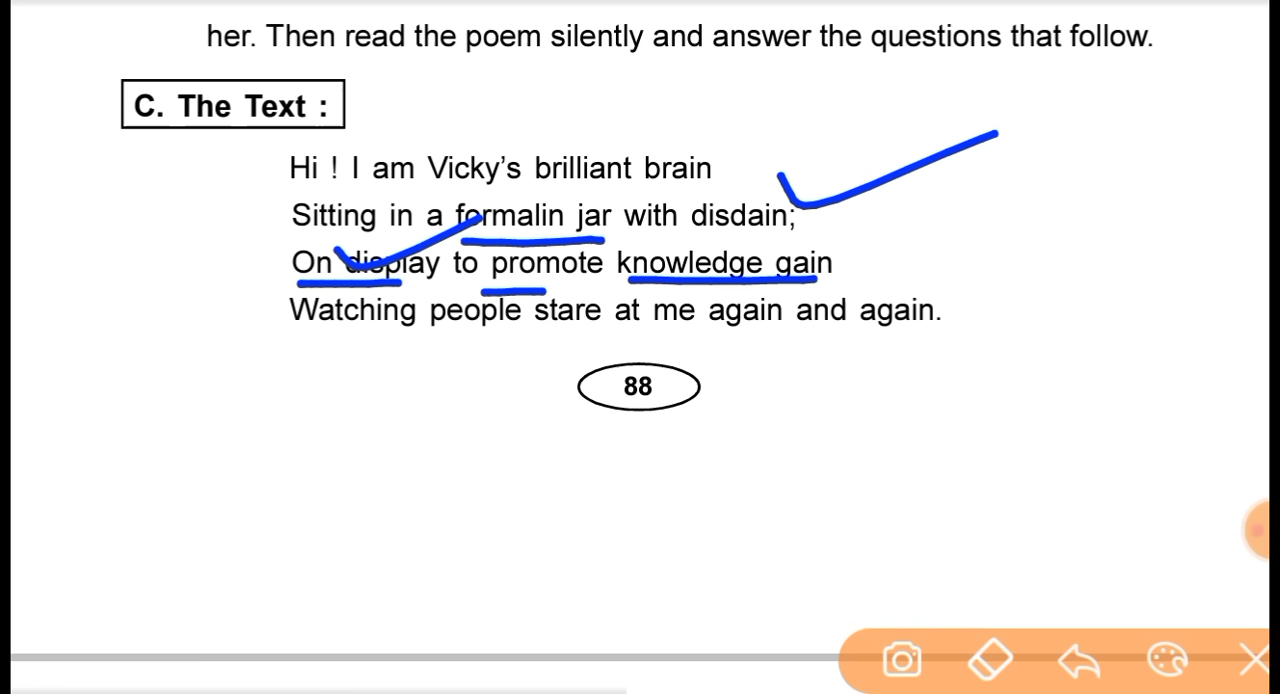 her. Then read the poem silently and answer the questions that follow.
C. The Text :
Hi ! I am Vicky's brilliant brain
Sitting in a formalin jar with disdain;
On display to promote knowledge gain
Watching people stare at me again and again.
88